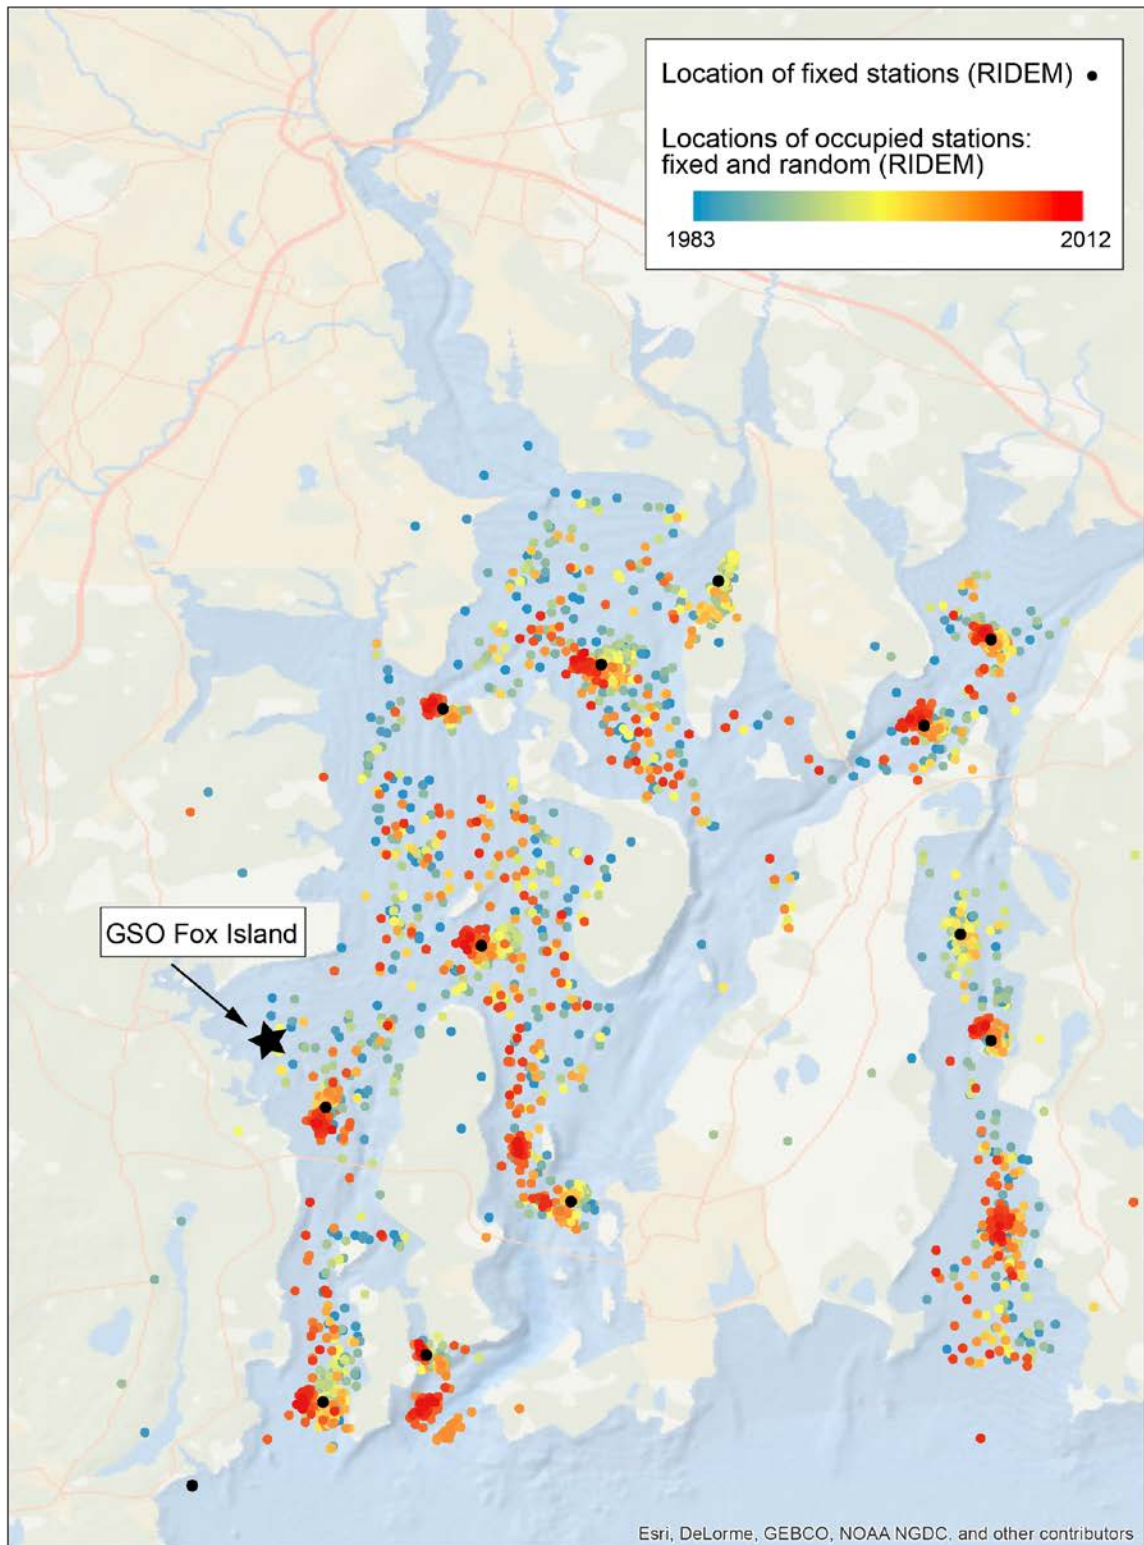 Location of fixed stations (RIDEM)
Locations of occupied stations:
fixed and random (RIDEM)
1983
2012
GSO Fox Island
Esri, DeLorme, GEBCO, NOAA NGDC, and other contributors